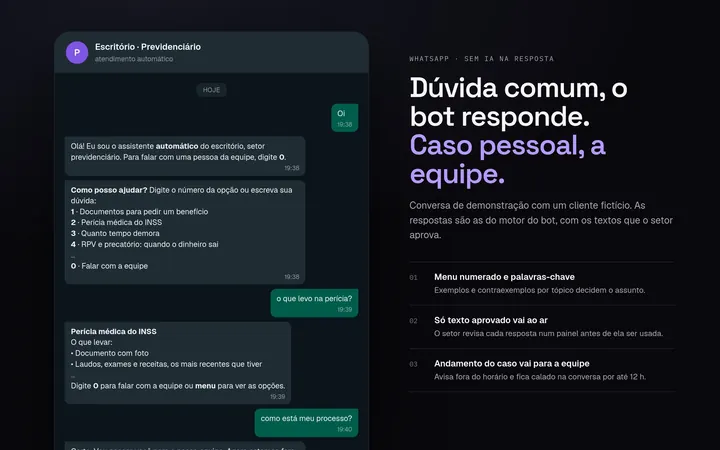 P
Escritório · Previdenciário
atendimento automático
HOJE
Oi
19:38
Olá! Eu sou o assistente automático do escritório, setor
previdenciário. Para falar com uma pessoa da equipe, digite 0.
19:38
Como posso ajudar? Digite o número da opção ou escreva sua
dúvida:
1 · Documentos para pedir um benefício
2 · Perícia médica do INSS
3 · Quanto tempo demora
4 · RPV e precatório: quando o dinheiro sai
…
0 · Falar com a equipe
19:38
o que levo na perícia?
19:39
Perícia médica do INSS
O que levar:
• Documento com foto
• Laudos, exames e receitas, os mais recentes que tiver
…
Digite 0 para falar com a equipe ou menu para ver as opções.
19:39
como está meu processo?
19:40
WHATSAPP · SEM IA NA RESPOSTA
Dúvida comum, o
bot responde.
Caso pessoal, a
equipe.
Conversa de demonstração com um cliente fictício. As
respostas são as do motor do bot, com os textos que o setor
aprova.
01
Menu numerado e palavras-chave
Exemplos e contraexemplos por tópico decidem o assunto.
02
Só texto aprovado vai ao ar
O setor revisa cada resposta num painel antes de ela ser usada.
03
Andamento do caso vai para a equipe
Avisa fora do horário e fica calado na conversa por até 12 h.